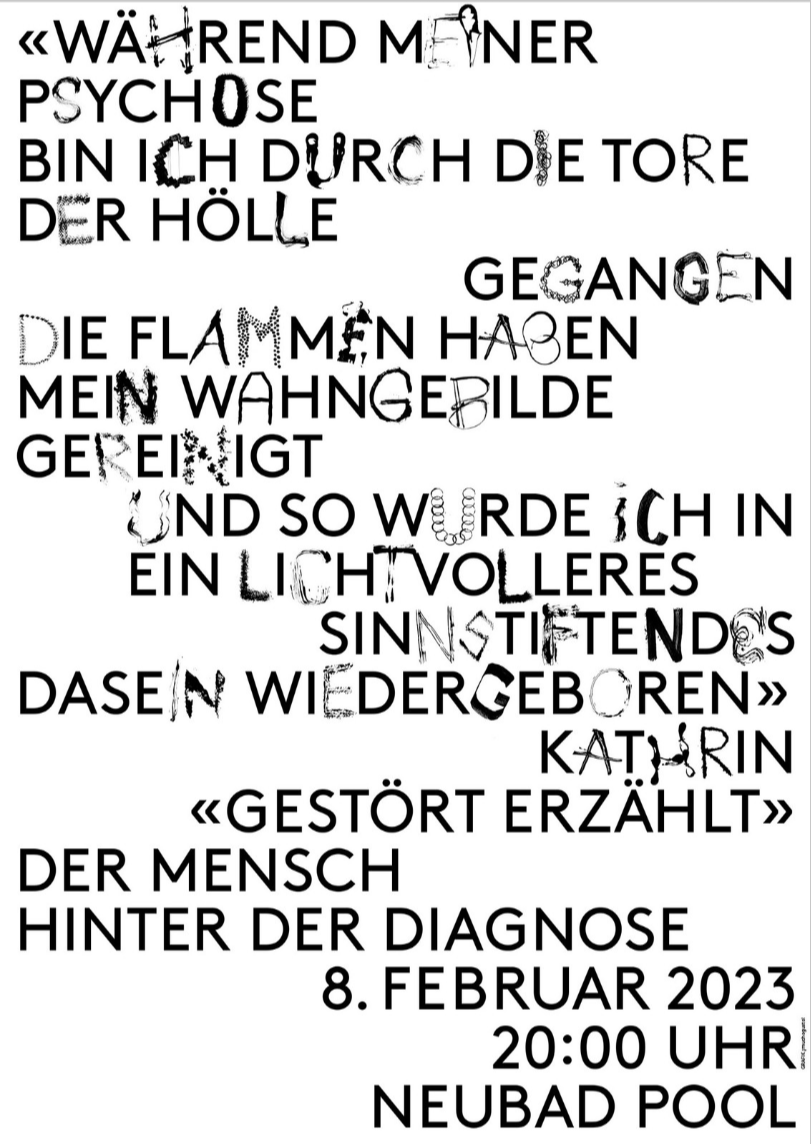 «WÄHREND MEINER
PSYCHOSE
BIN ICH DURCH DIE TORE
DER HÖLLE
GEGANGEN
DIE FLAMMEN HABEN
MEIN WAHNGEBILDE
GEREINIGT
UND SO WURDE ICH IN
EIN LICHTVOLLERES
SINNSTIFTENDES
DASEIN WIEDERGEBOREN»
KATHRIN
«GESTÖRT ERZÄHLT»
DER MENSCH
HINTER DER DIAGNOSE
8. FEBRUAR 2023
20:00 UHR
NEUBAD POOL